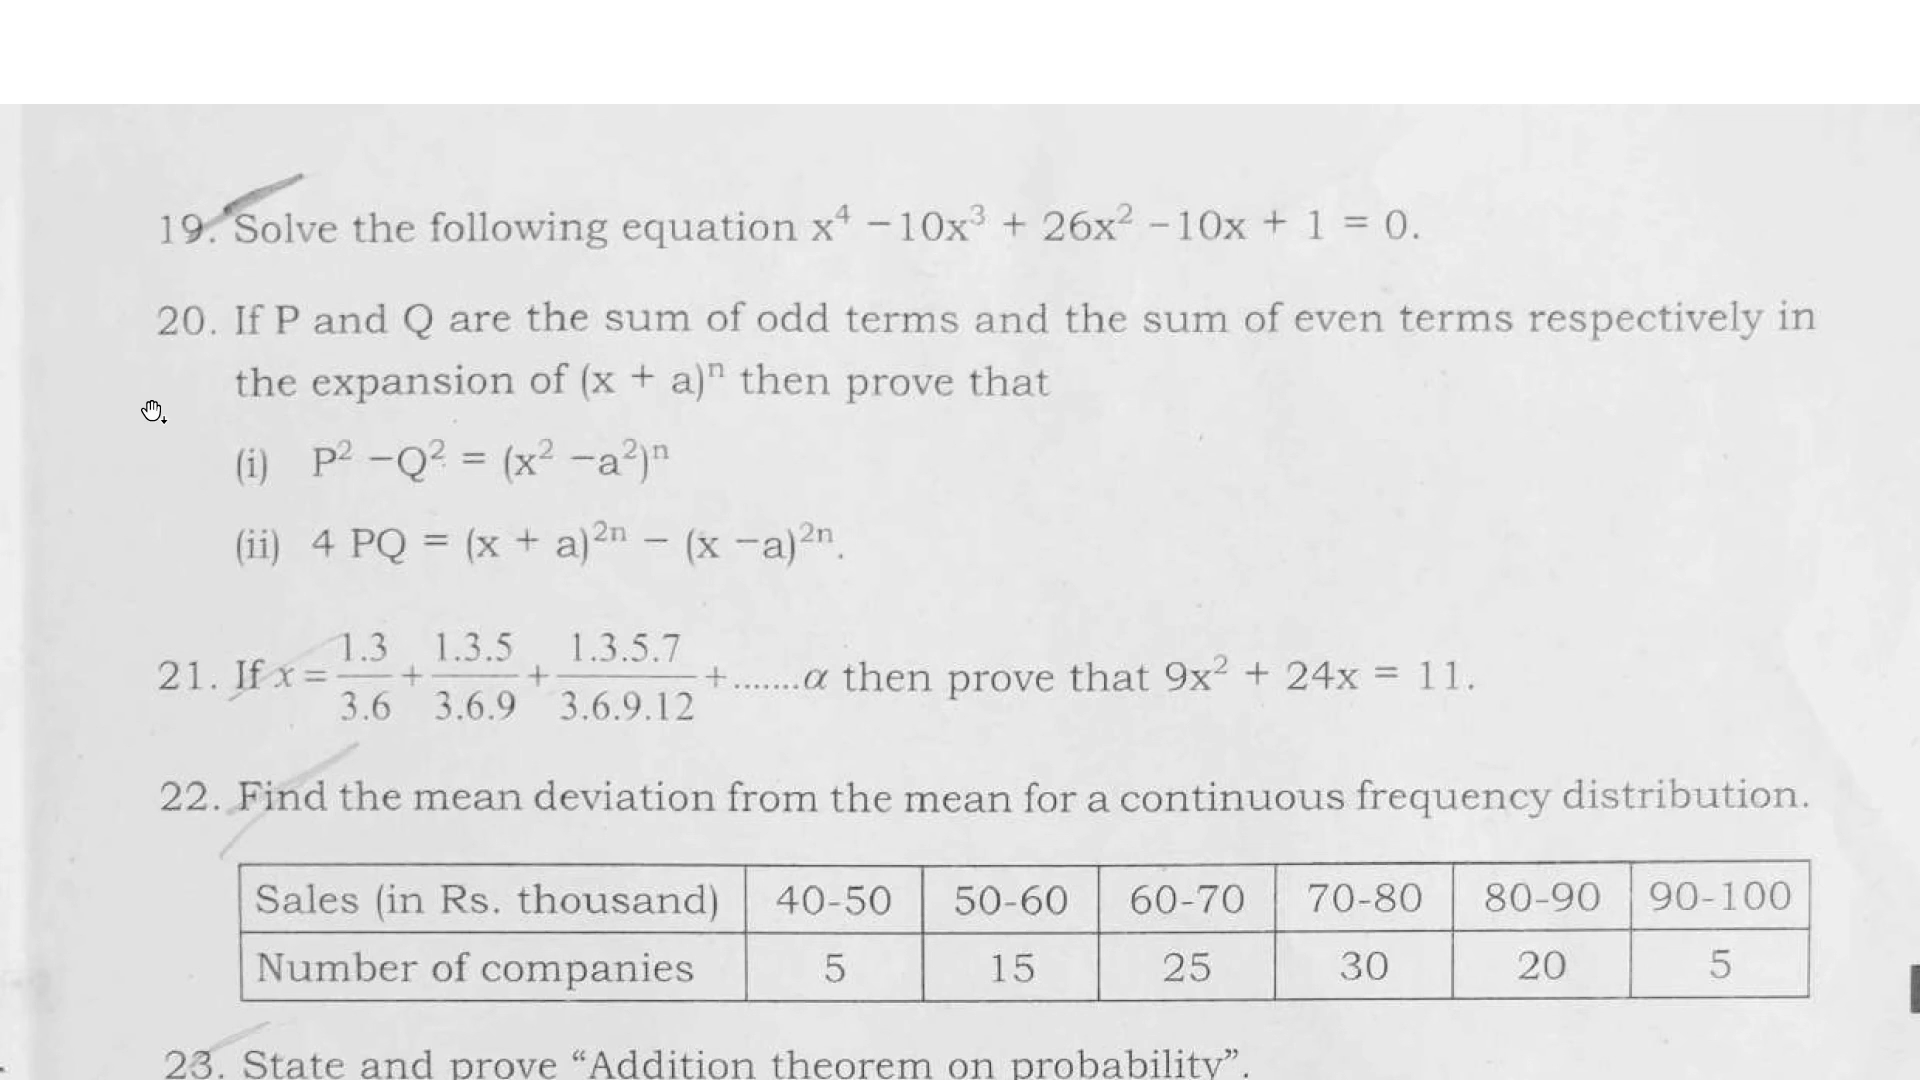 19. Solve the following equation x⁴ − 10x³ + 26x² − 10x + 1 = 0.
20. If P and Q are the sum of odd terms and the sum of even terms respectively in
the expansion of (x + a)ⁿ then prove that
(i) P² − Q² = (x² − a²)ⁿ
(ii) 4 PQ = (x + a)²ⁿ − (x − a)²ⁿ.
21. If x = 1.3/3.6 + 1.3.5/3.6.9 + 1.3.5.7/3.6.9.12 + .......α then prove that 9x² + 24x = 11.
22. Find the mean deviation from the mean for a continuous frequency distribution.
Sales (in Rs. thousand) 40-50 50-60 60-70 70-80 80-90 90-100
Number of companies 5 15 25 30 20 5
23. State and prove “Addition theorem on probability”.